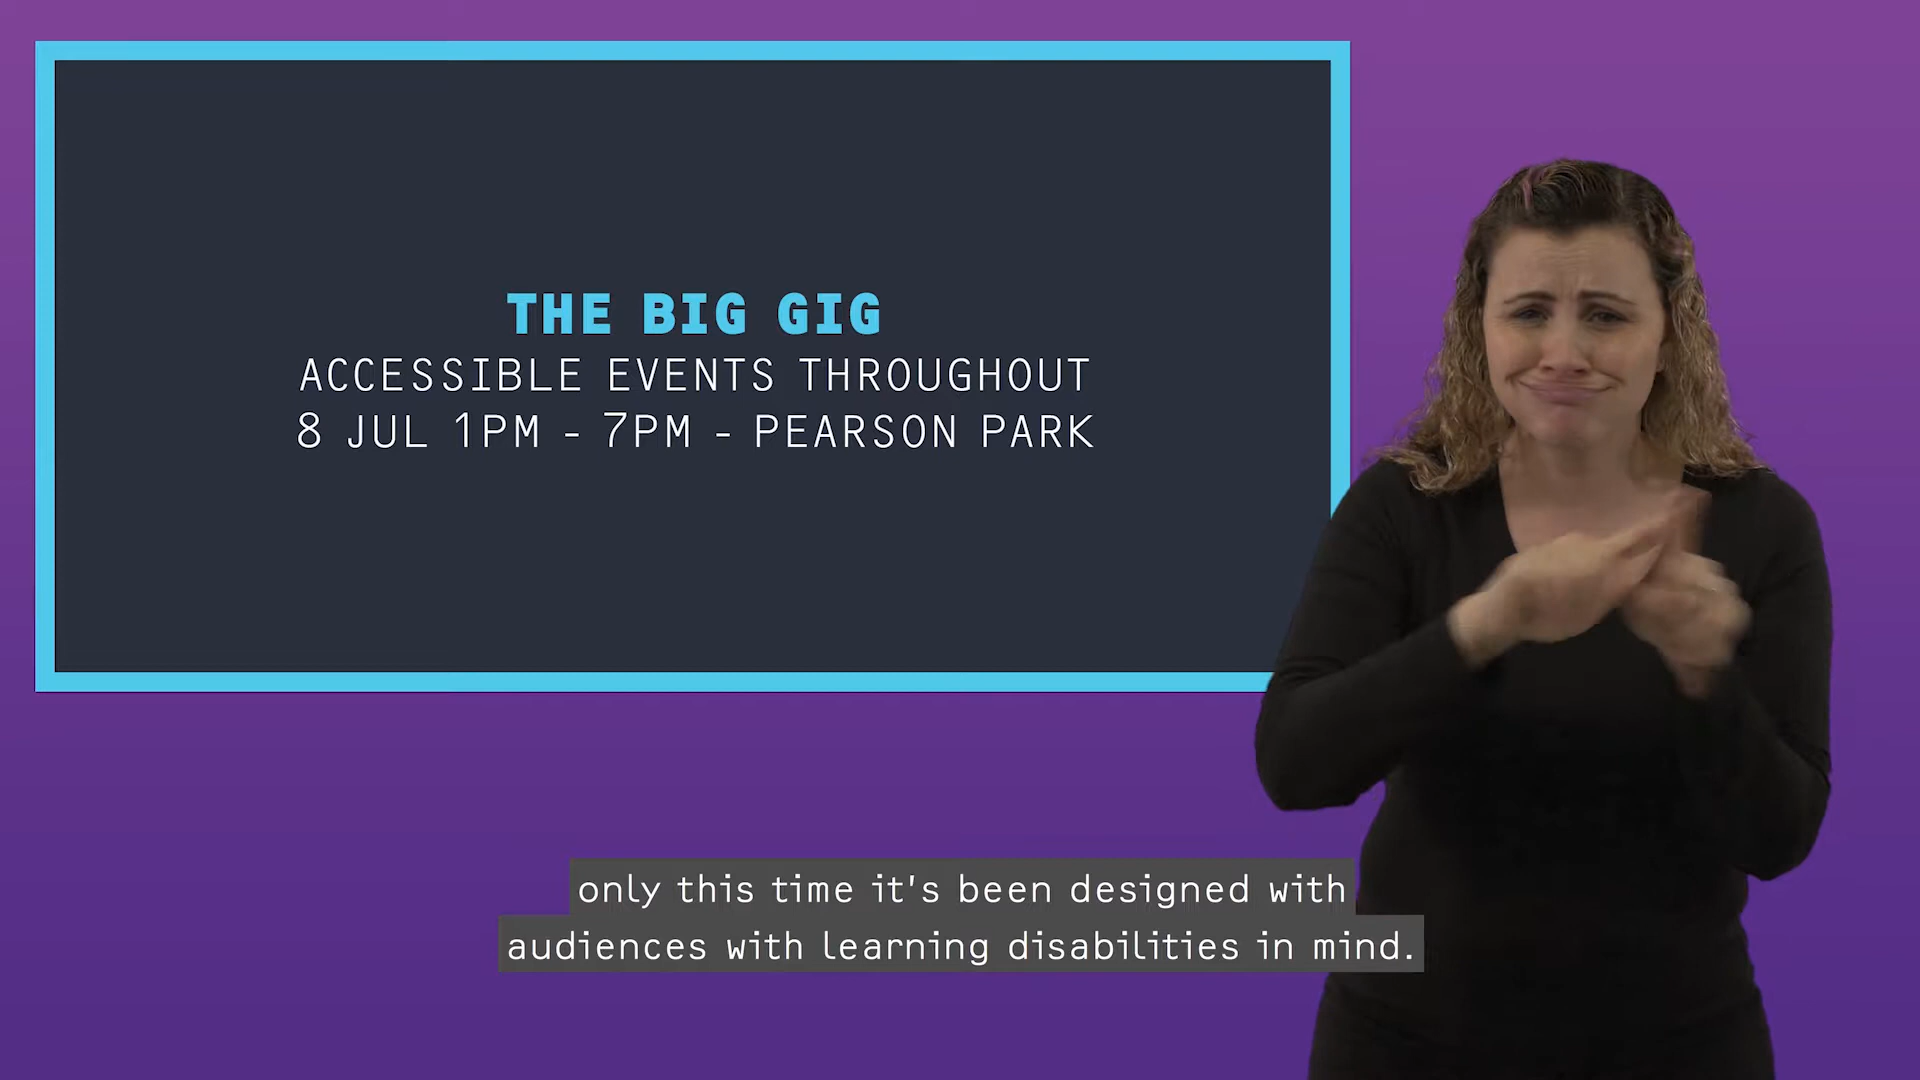 THE BIG GIG
ACCESSIBLE EVENTS THROUGHOUT
8 JUL 1PM - 7PM - PEARSON PARK
only this time it's been designed with
audiences with learning disabilities in mind.